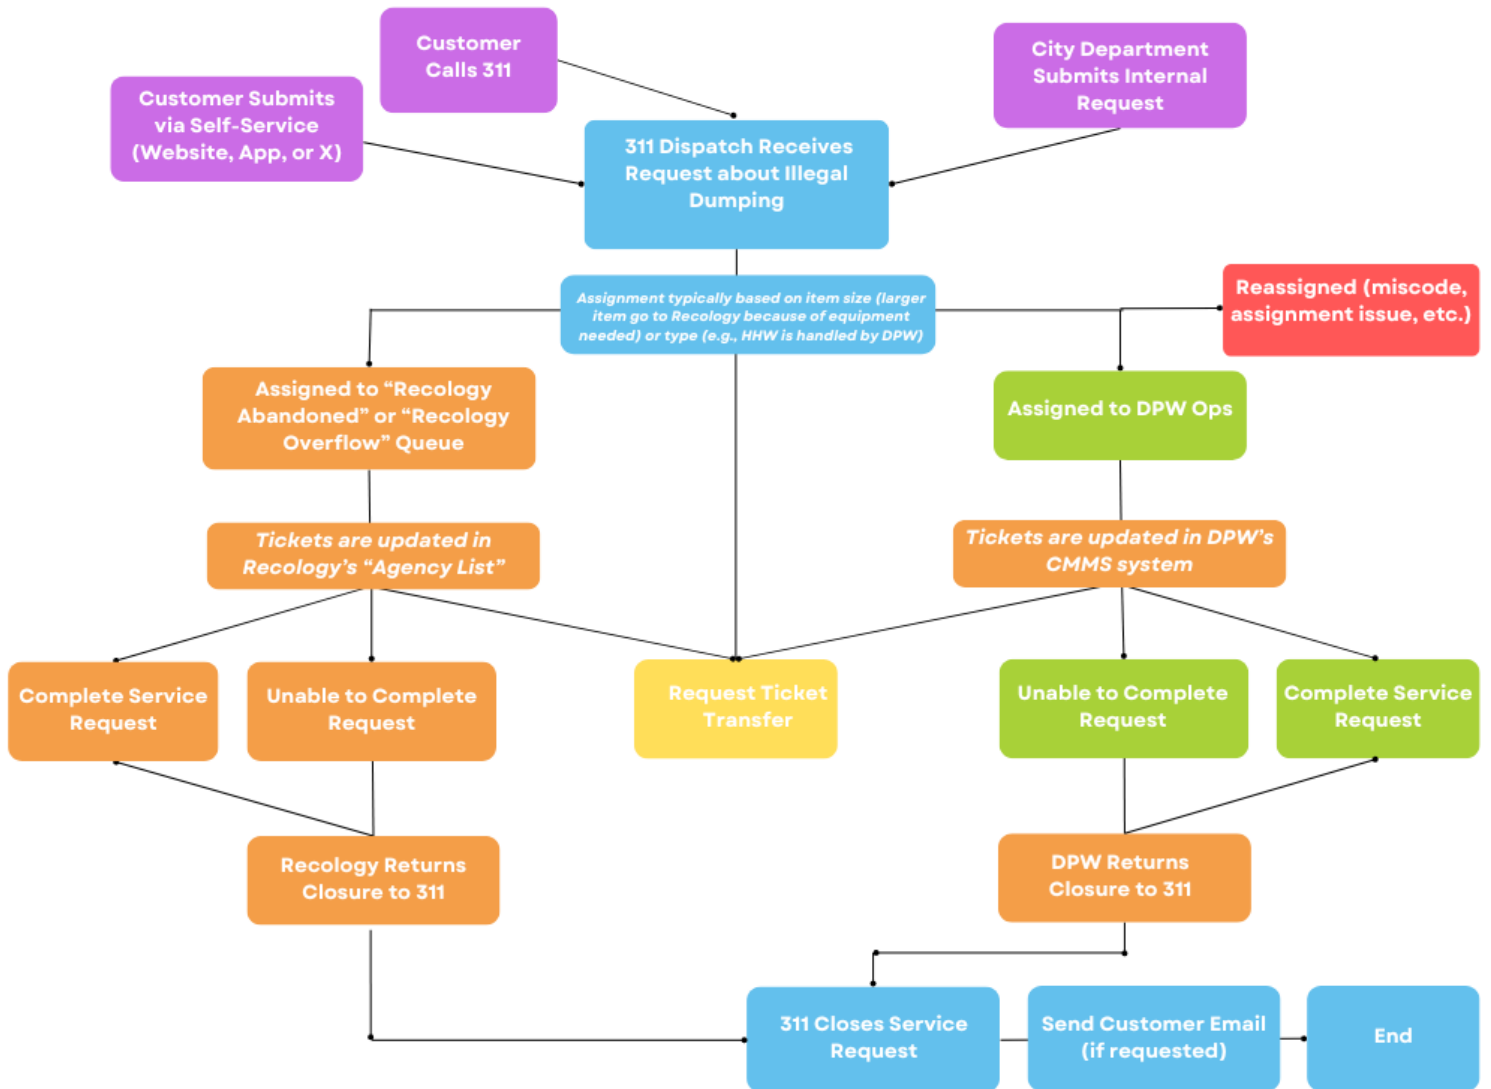 Customer
Calls 311
City Department
Submits Internal
Request
Customer Submits
via Self-Service
(Website, App, or X)
311 Dispatch Receives
Request about Illegal
Dumping
Assignment typically based on item size (larger
item go to Recology because of equipment
needed) or type (e.g., HHW is handled by DPW)
Reassigned (miscode,
assignment issue, etc.)
Assigned to “Recology
Abandoned” or “Recology
Overflow” Queue
Assigned to DPW Ops
Tickets are updated in
Recology’s “Agency List”
Tickets are updated in DPW’s
CMMS system
Complete Service
Request
Unable to Complete
Request
Request Ticket
Transfer
Unable to Complete
Request
Complete Service
Request
Recology Returns
Closure to 311
DPW Returns
Closure to 311
311 Closes Service
Request
Send Customer Email
(if requested)
End